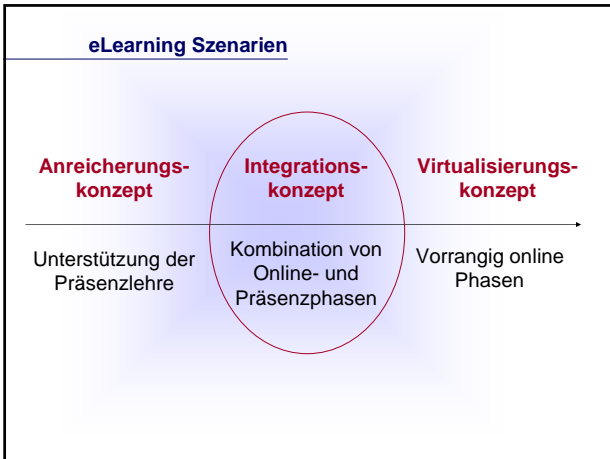 eLearning Szenarien
Anreicherungs-
konzept
Unterstützung der
Präsenzlehre
Integrations-
konzept
Kombination von
Online- und
Präsenzphasen
Virtualisierungs-
konzept
Vorrangig online
Phasen